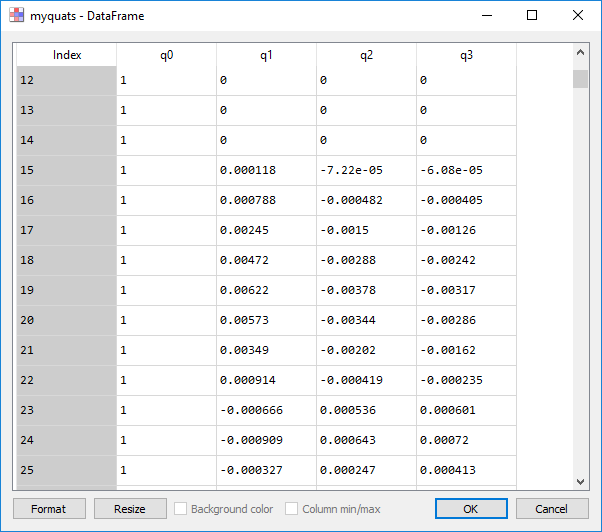 myquats - DataFrame
Index q0 q1 q2 q3
12 1 0 0 0
13 1 0 0 0
14 1 0 0 0
15 1 0.000118 -7.22e-05 -6.08e-05
16 1 0.000788 -0.000482 -0.000405
17 1 0.00245 -0.0015 -0.00126
18 1 0.00472 -0.00288 -0.00242
19 1 0.00622 -0.00378 -0.00317
20 1 0.00573 -0.00344 -0.00286
21 1 0.00349 -0.00202 -0.00162
22 1 0.000914 -0.000419 -0.000235
23 1 -0.000666 0.000536 0.000601
24 1 -0.000909 0.000643 0.00072
25 1 -0.000327 0.000247 0.000413
Format Resize Background color Column min/max OK Cancel